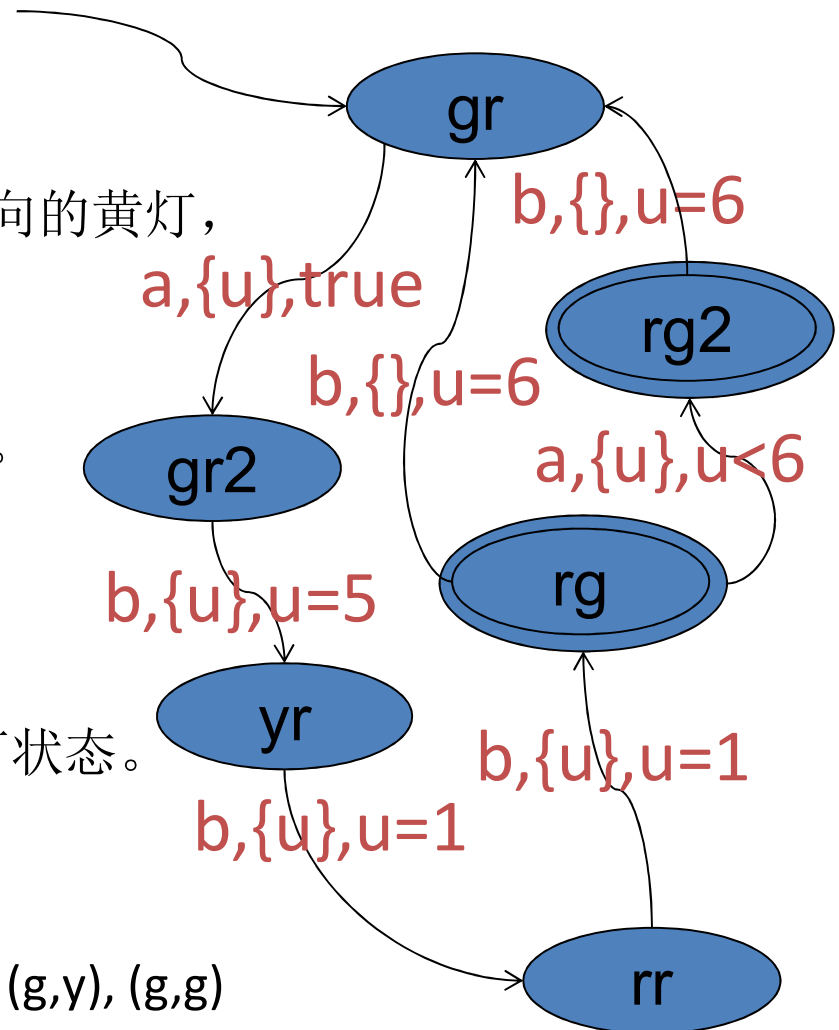 gr
向的黄灯，
b,{},u=6
a,{u},true
rg2
b,{},u=6
。
a,{u},u<6
gr2
rg
b,{u},u=5
yr
状态。
b,{u},u=1
b,{u},u=1
(g,y), (g,g)
rr